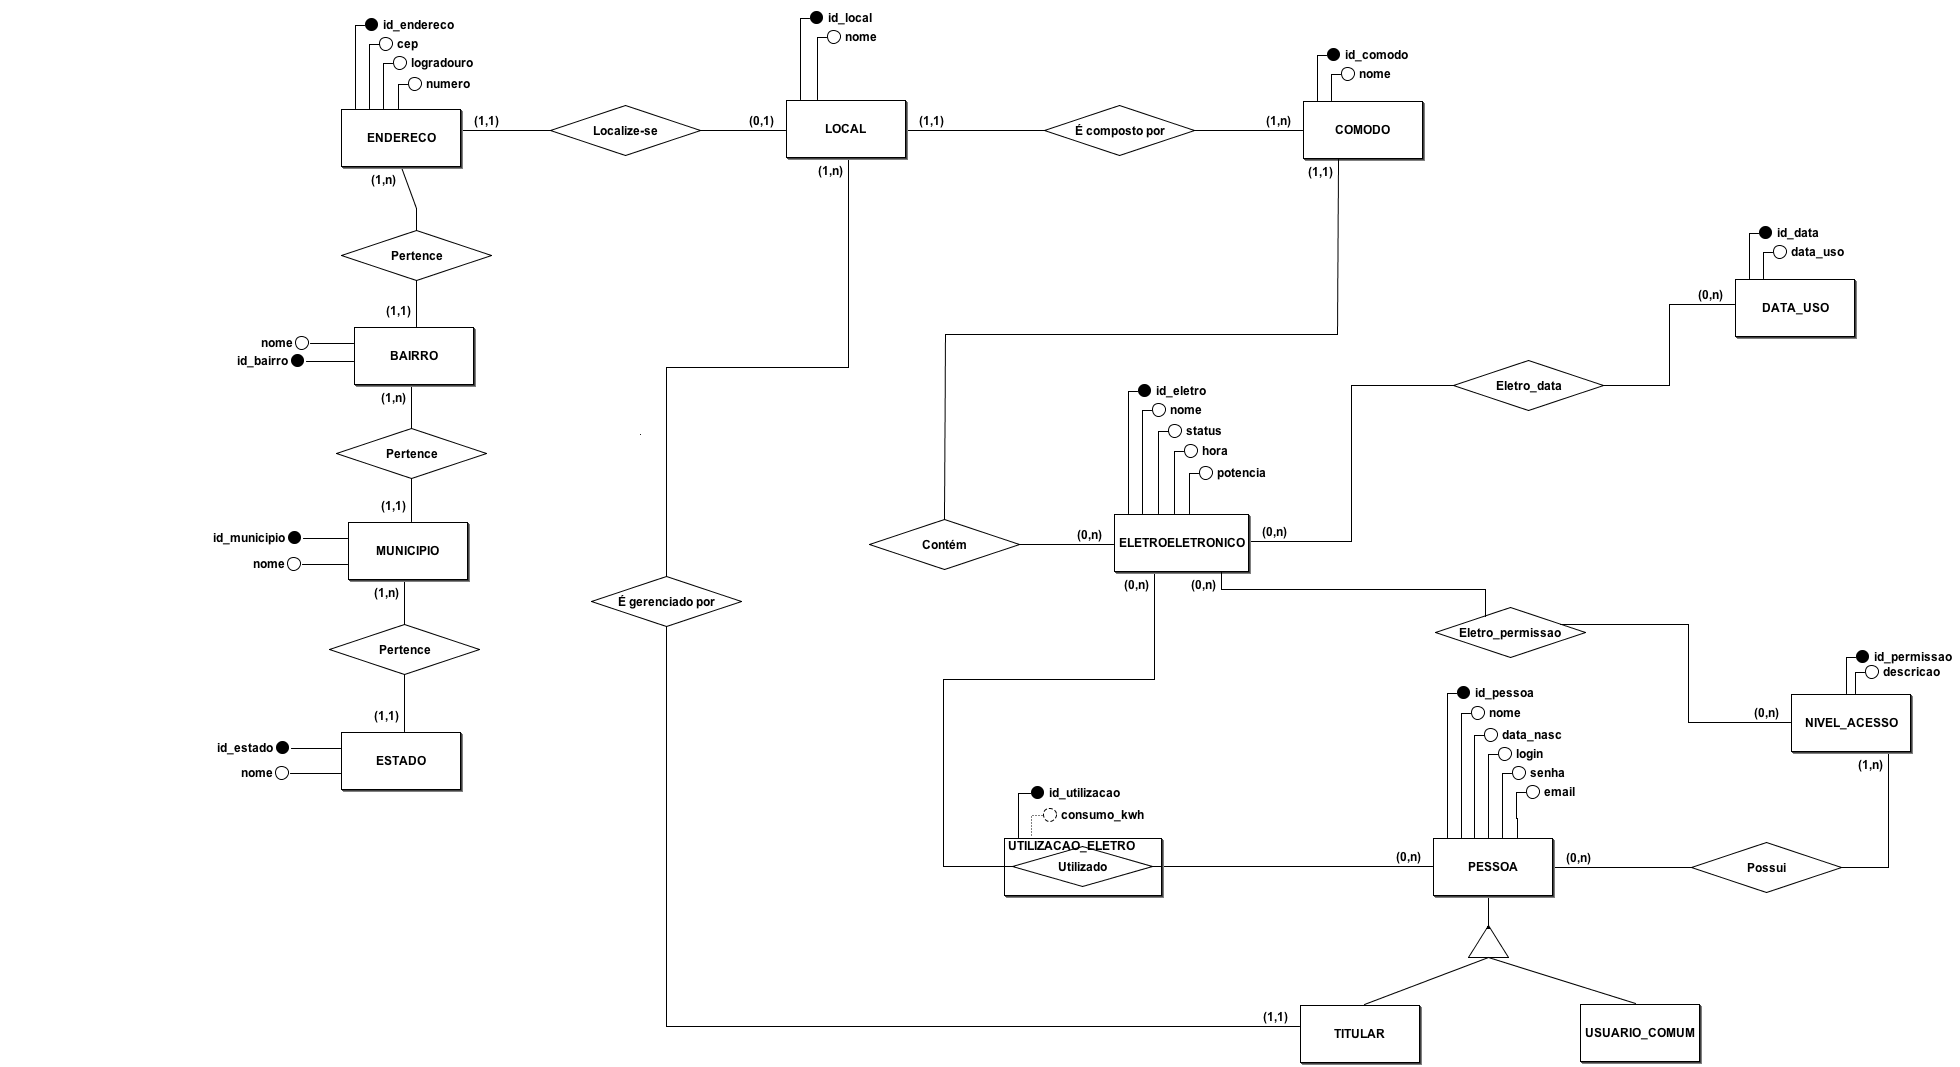 id_endereco
cep
logradouro
numero
ENDERECO
(1,1)
Localize-se
(0,1)
id_local
nome
LOCAL
(1,1)
É composto por
(1,n)
id_comodo
nome
COMODO
(1,n)
(1,n)
(1,1)
Pertence
(1,1)
nome
id_bairro
BAIRRO
(1,n)
Pertence
(1,1)
id_municipio
nome
MUNICIPIO
(1,n)
Pertence
(1,1)
id_estado
nome
ESTADO
id_data
data_uso
(0,n)
DATA_USO
Eletro_data
id_eletro
nome
status
hora
potencia
Contém
(0,n)
ELETROELETRONICO
(0,n)
(0,n)
(0,n)
É gerenciado por
Eletro_permissao
id_permissao
descricao
(0,n)
NIVEL_ACESSO
(1,n)
id_pessoa
nome
data_nasc
login
senha
email
id_utilizacao
consumo_kwh
UTILIZACAO_ELETRO
Utilizado
(0,n)
PESSOA
(0,n)
Possui
(1,1)
TITULAR
USUARIO_COMUM